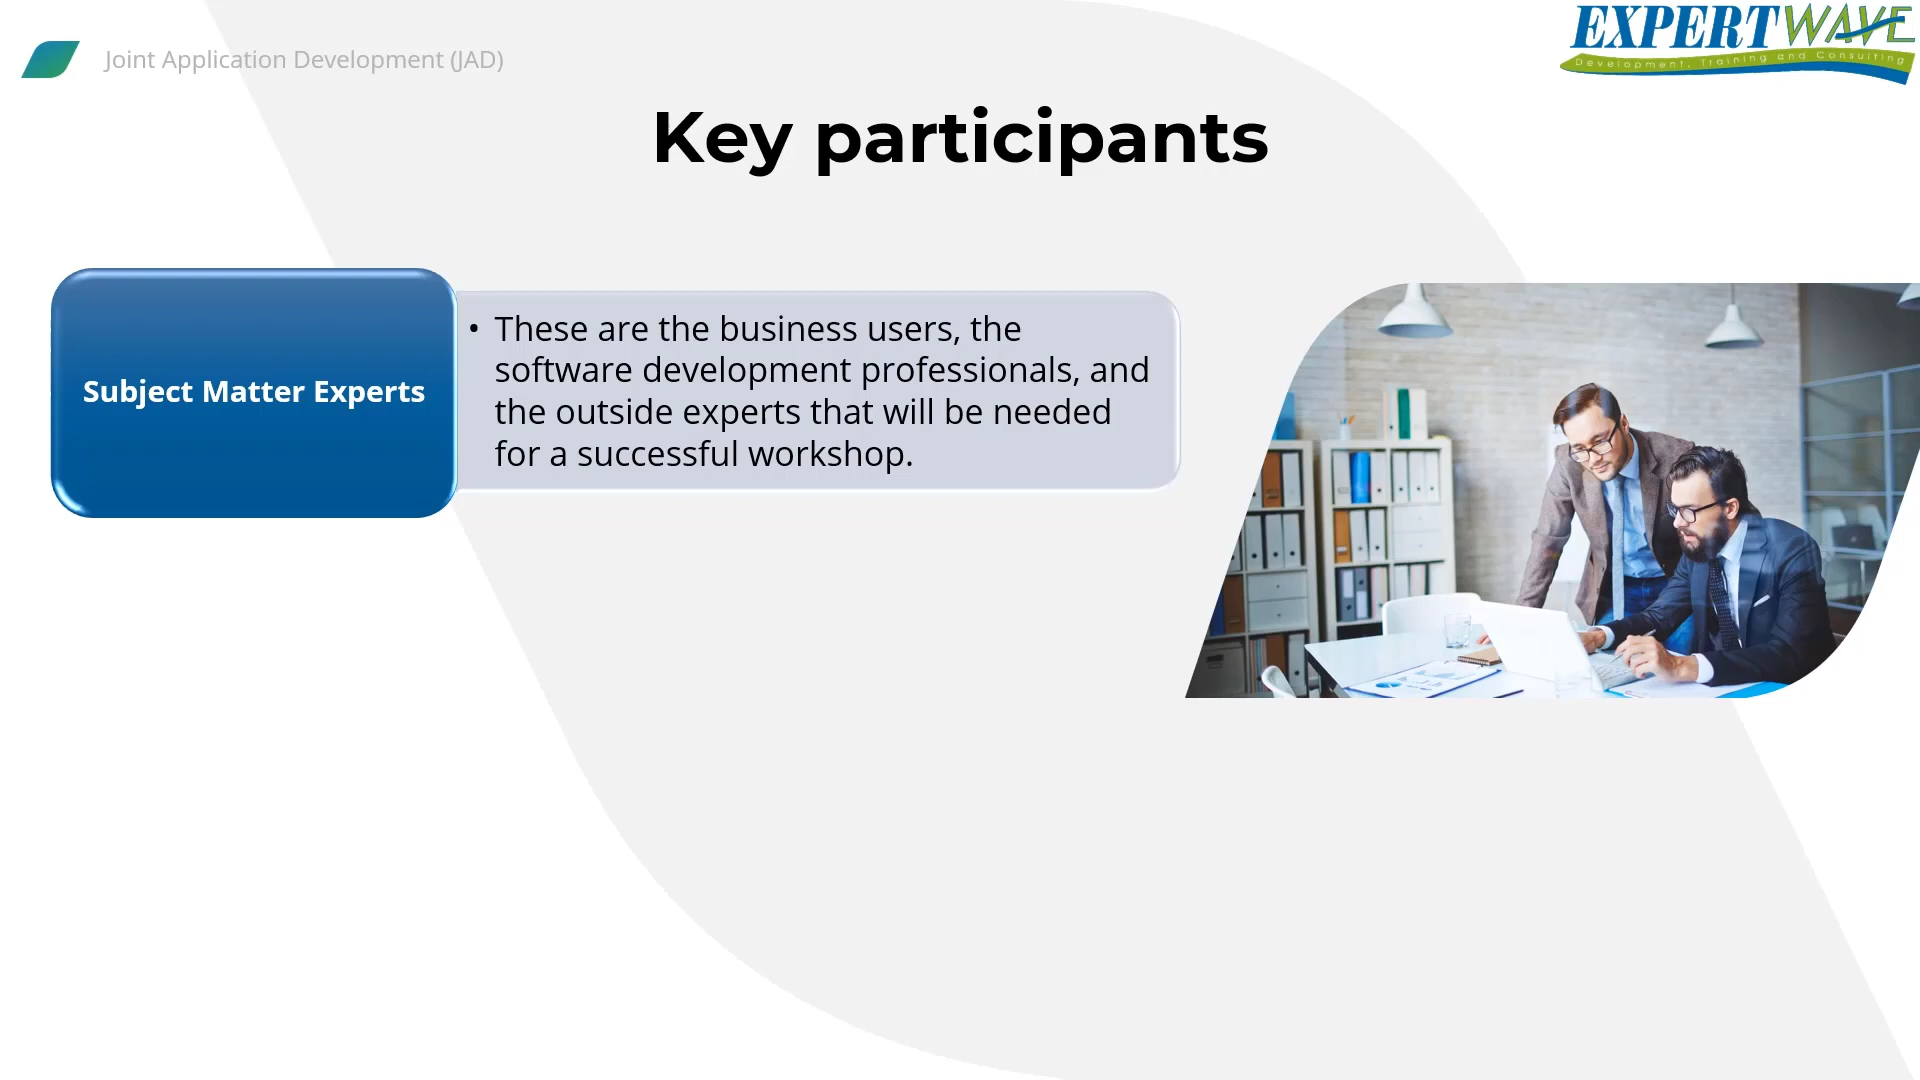 EXPERTWAVE
Development, Training and Consulting
Joint Application Development (JAD)
Key participants
Subject Matter Experts
• These are the business users, the
software development professionals, and
the outside experts that will be needed
for a successful workshop.